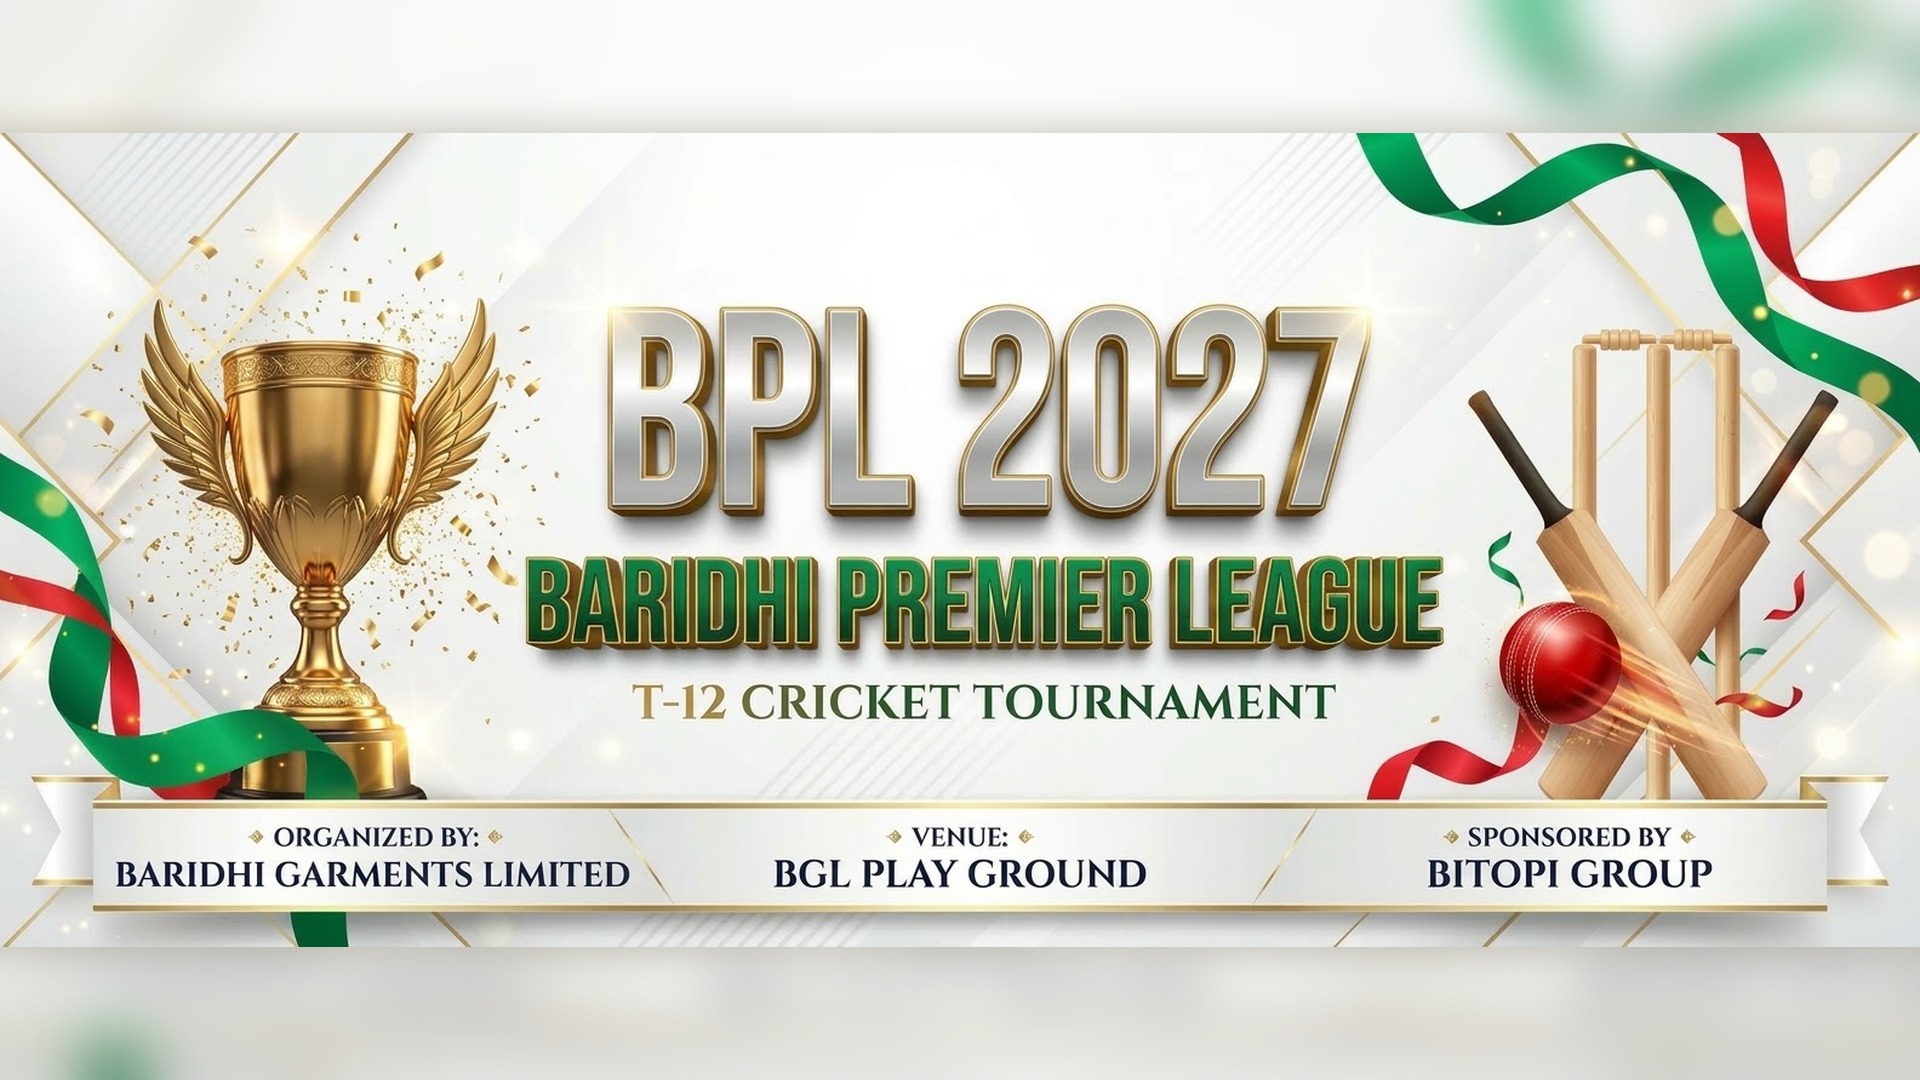 BPL 2027
BARIDHI PREMIER LEAGUE
T-12 CRICKET TOURNAMENT
ORGANIZED BY:
BARIDHI GARMENTS LIMITED
VENUE:
BGL PLAY GROUND
SPONSORED BY
BITOPI GROUP